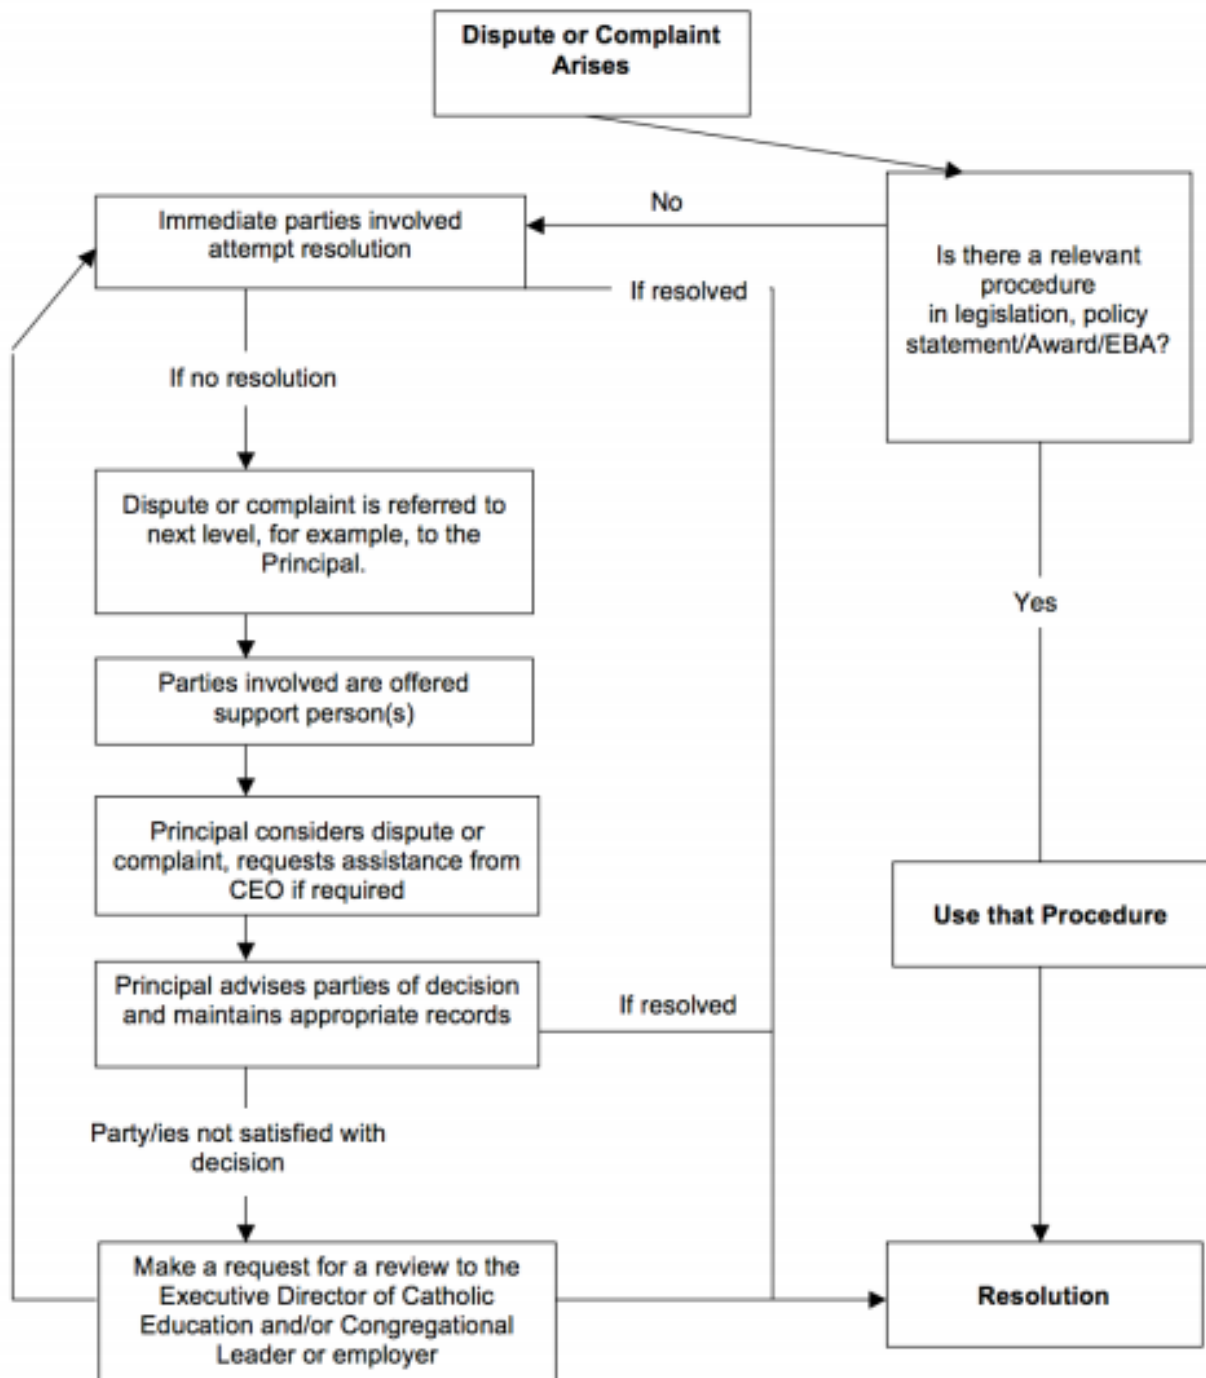 Dispute or Complaint
Arises
No
Immediate parties involved
attempt resolution
Is there a relevant
procedure
in legislation, policy
statement/Award/EBA?
If resolved
If no resolution
Dispute or complaint is referred to
next level, for example, to the
Principal.
Yes
Parties involved are offered
support person(s)
Principal considers dispute or
complaint, requests assistance from
CEO if required
Use that Procedure
Principal advises parties of decision
and maintains appropriate records
If resolved
Party/ies not satisfied with
decision
Make a request for a review to the
Executive Director of Catholic
Education and/or Congregational
Leader or employer
Resolution